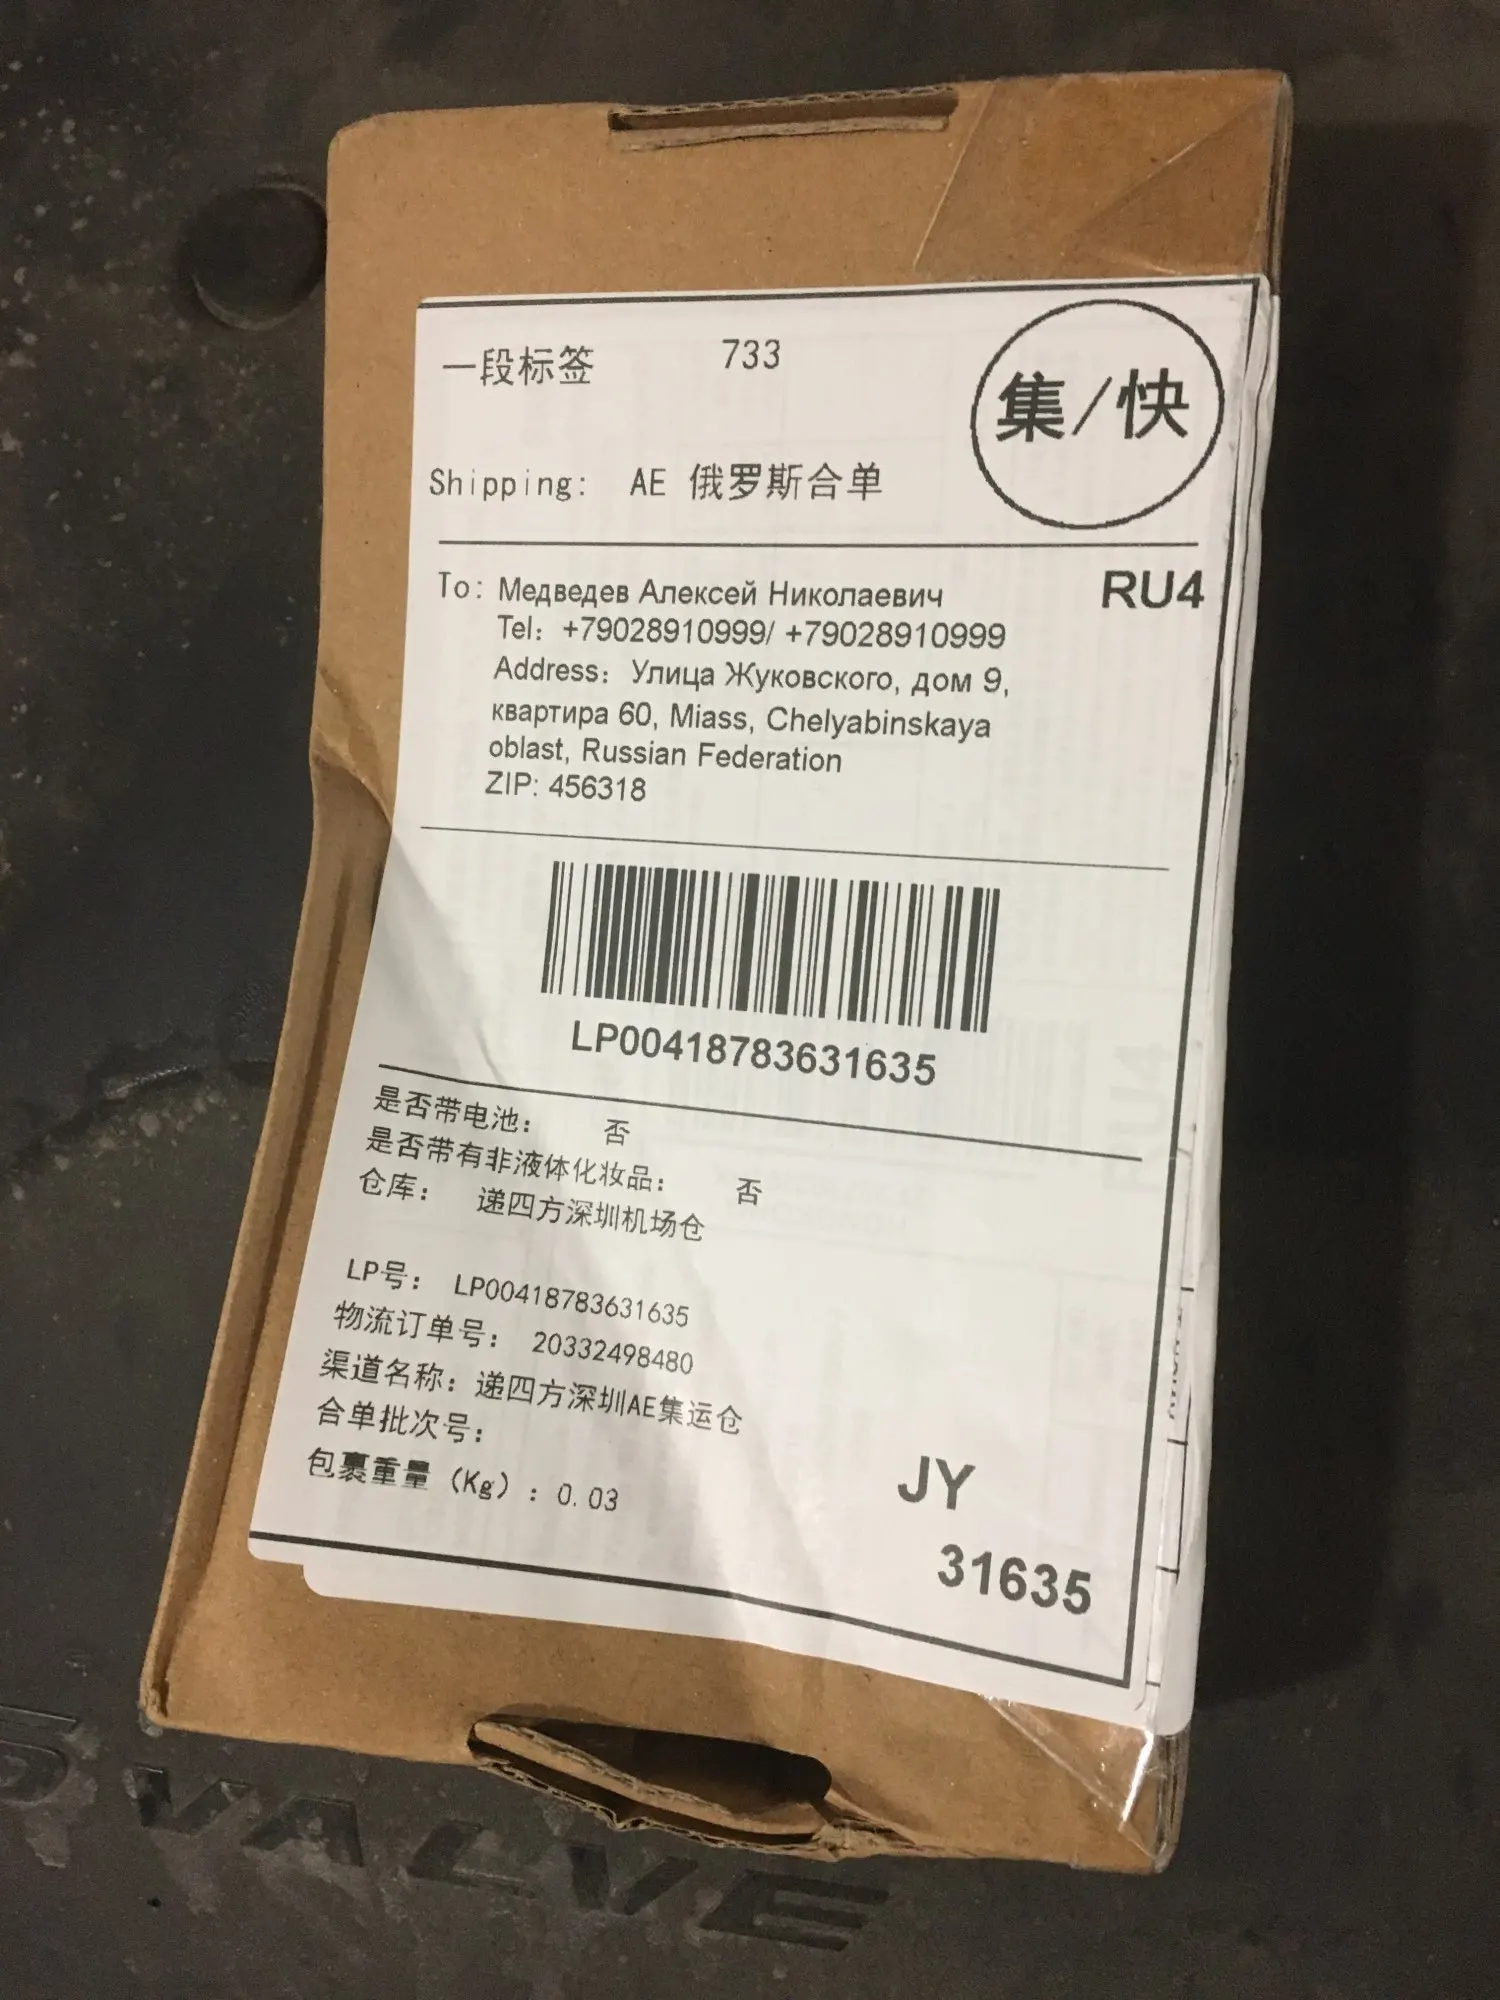 一段标签 733
集/快
Shipping: AE 俄罗斯合单
RU4
To: Медведев Алексей Николаевич
Tel: +79028910999/ +79028910999
Address: Улица Жуковского, дом 9,
квартира 60, Miass, Chelyabinskaya
oblast, Russian Federation
ZIP: 456318
LP00418783631635
是否带电池: 否
是否带有非液体化妆品: 否
仓库: 递四方深圳机场仓
LP号: LP00418783631635
物流订单号: 20332498480
渠道名称: 递四方深圳AE集运仓
合单批次号:
包裹重量 (Kg) : 0.03
JY
31635
VALVE